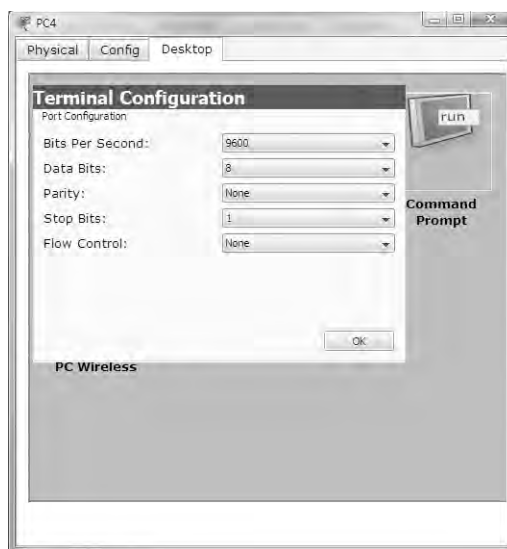 PC4
Physical Config Desktop
Terminal Configuration
Port Configuration
Bits Per Second: 9600
Data Bits: 8
Parity: None
Stop Bits: 1
Flow Control: None
OK
run
Command
Prompt
PC Wireless